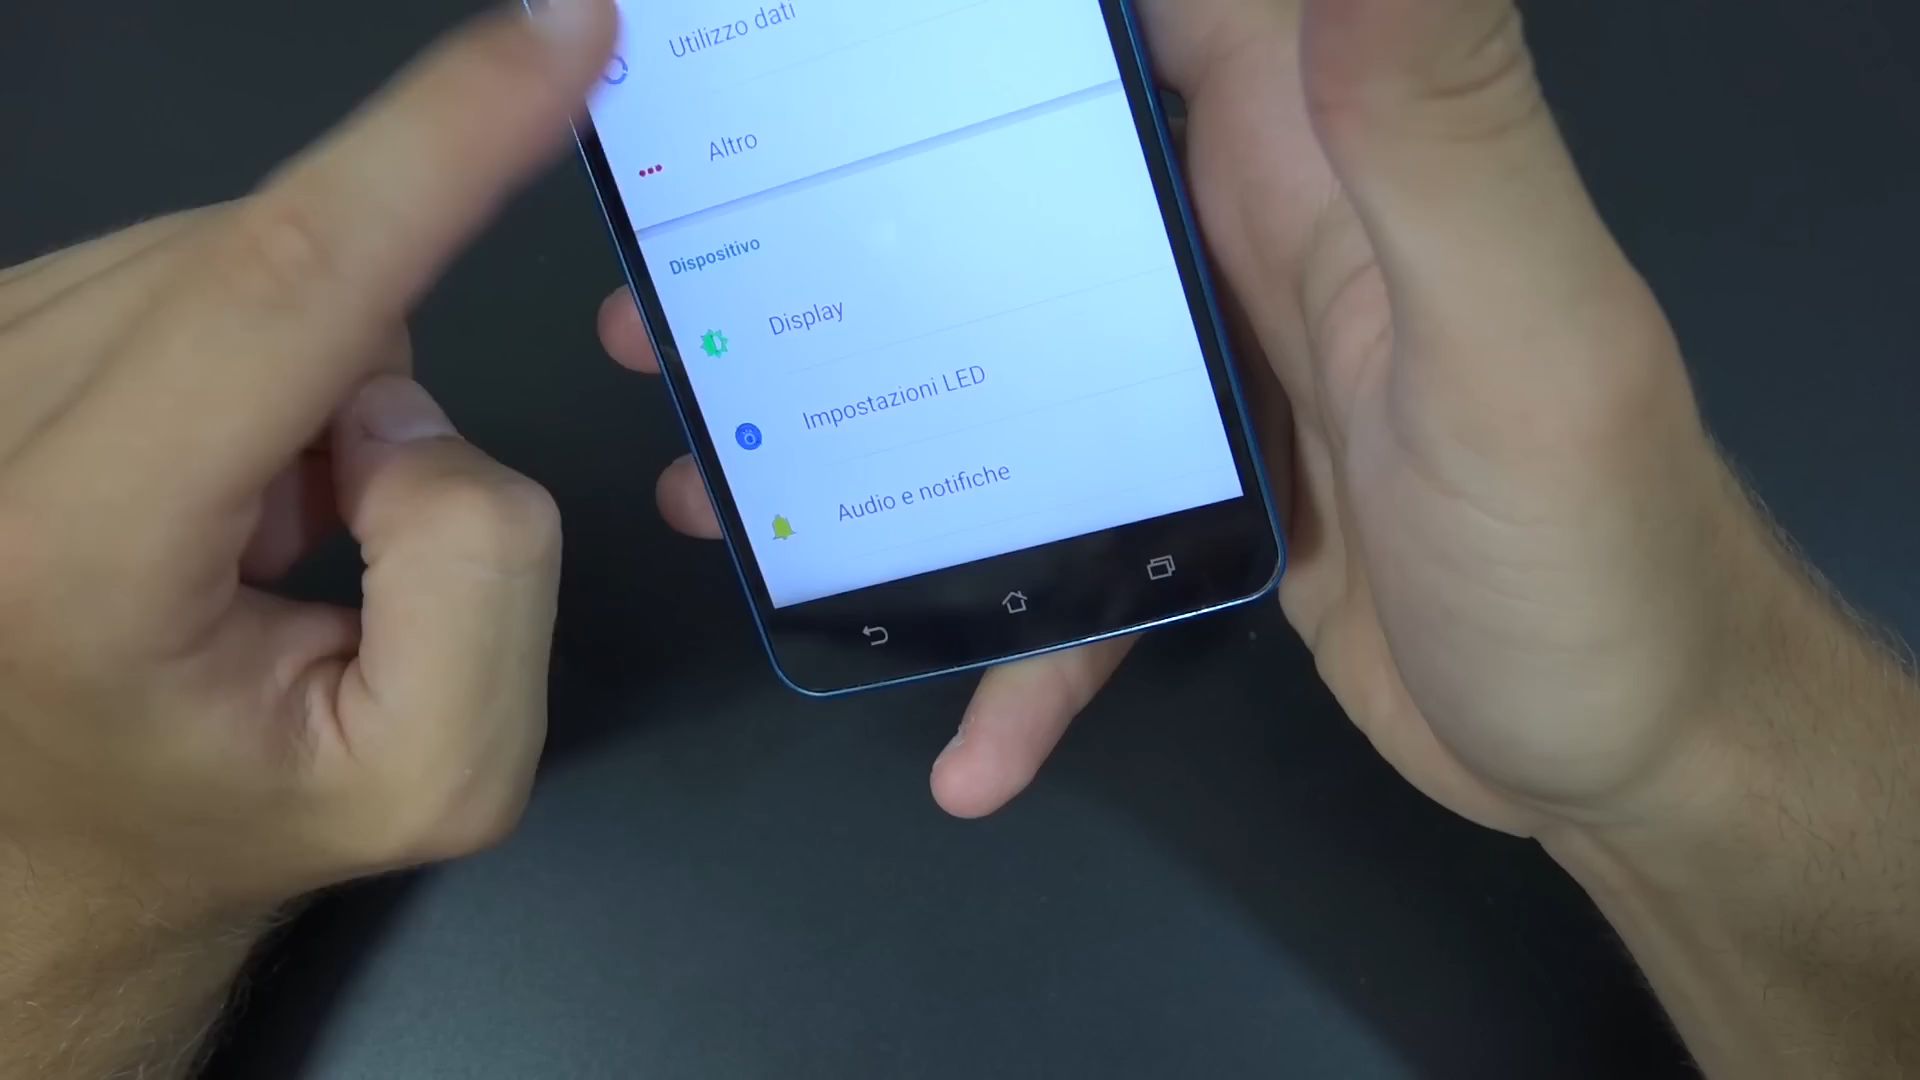 Utilizzo dati
Altro
Dispositivo
Display
Impostazioni LED
Audio e notifiche